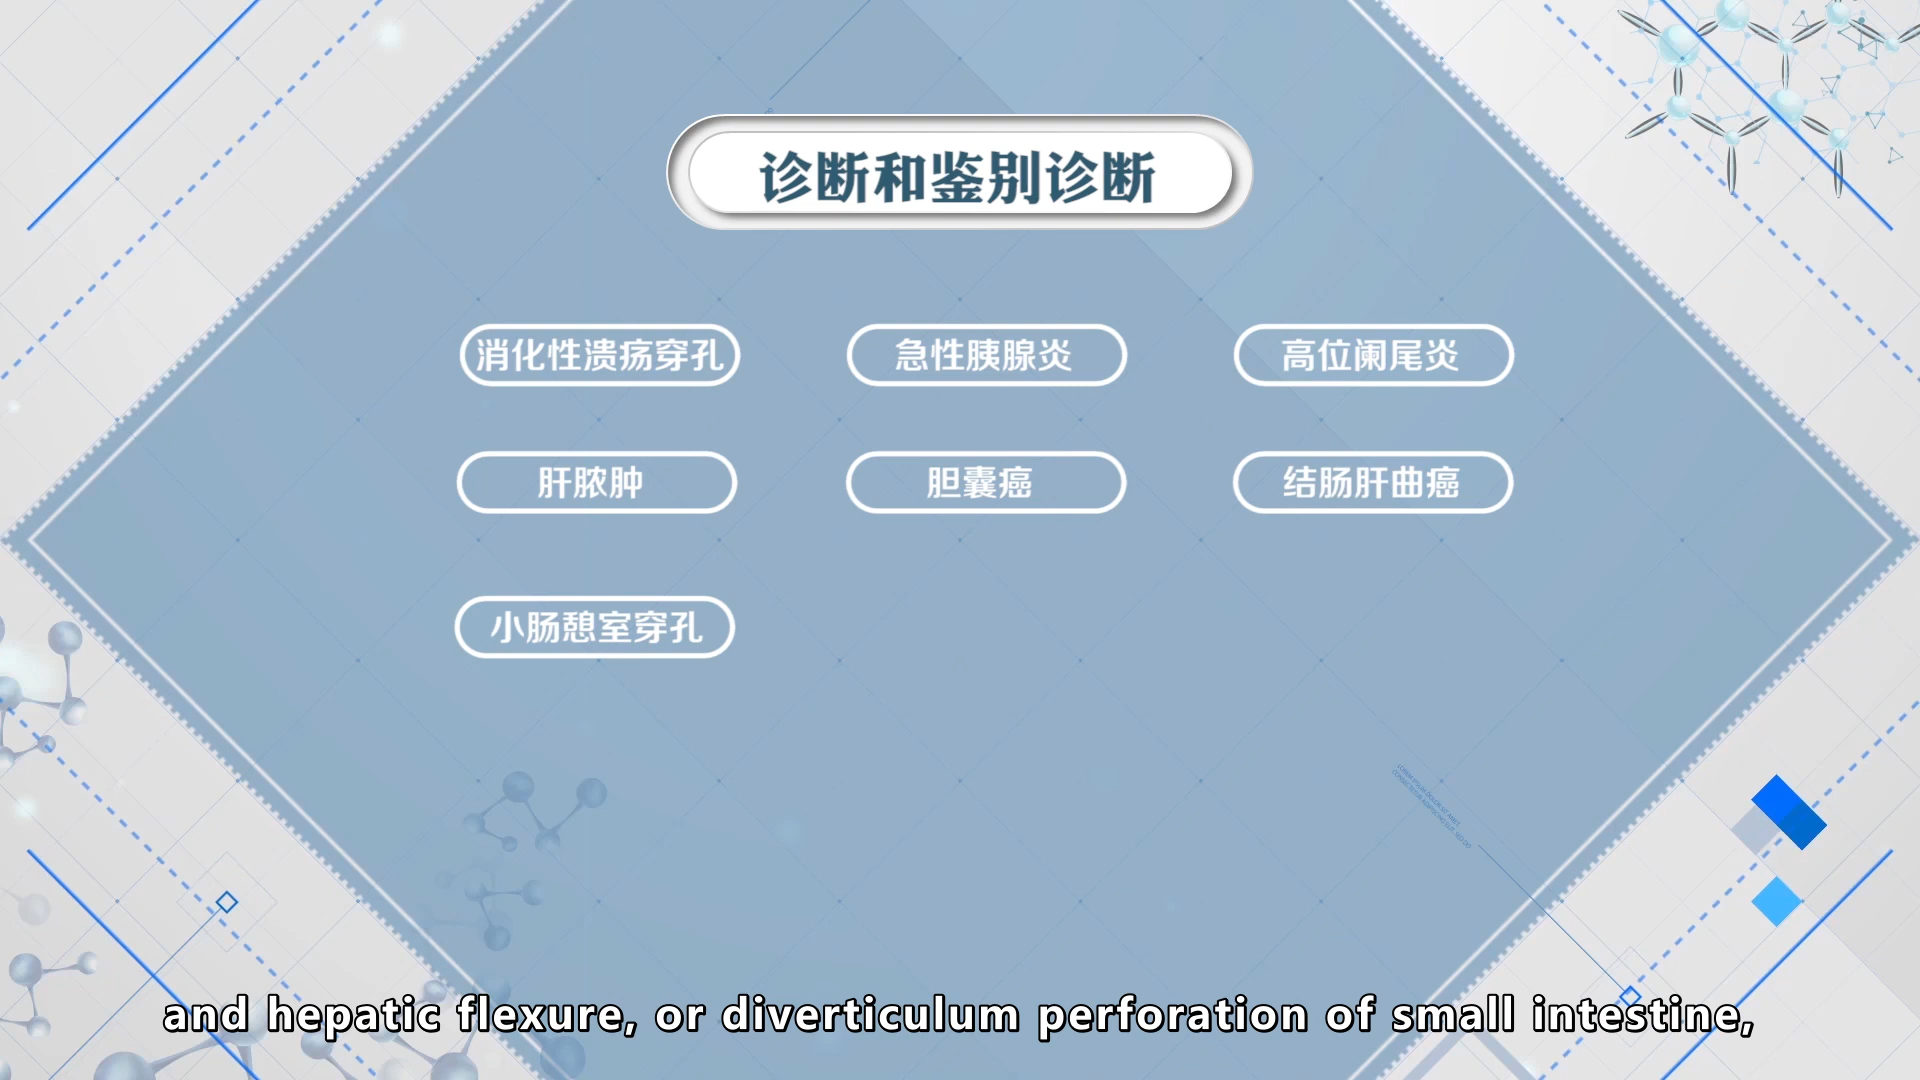 诊断和鉴别诊断
消化性溃疡穿孔
急性胰腺炎
高位阑尾炎
肝脓肿
胆囊癌
结肠肝曲癌
小肠憩室穿孔
and hepatic flexure, or diverticulum perforation of small intestine,